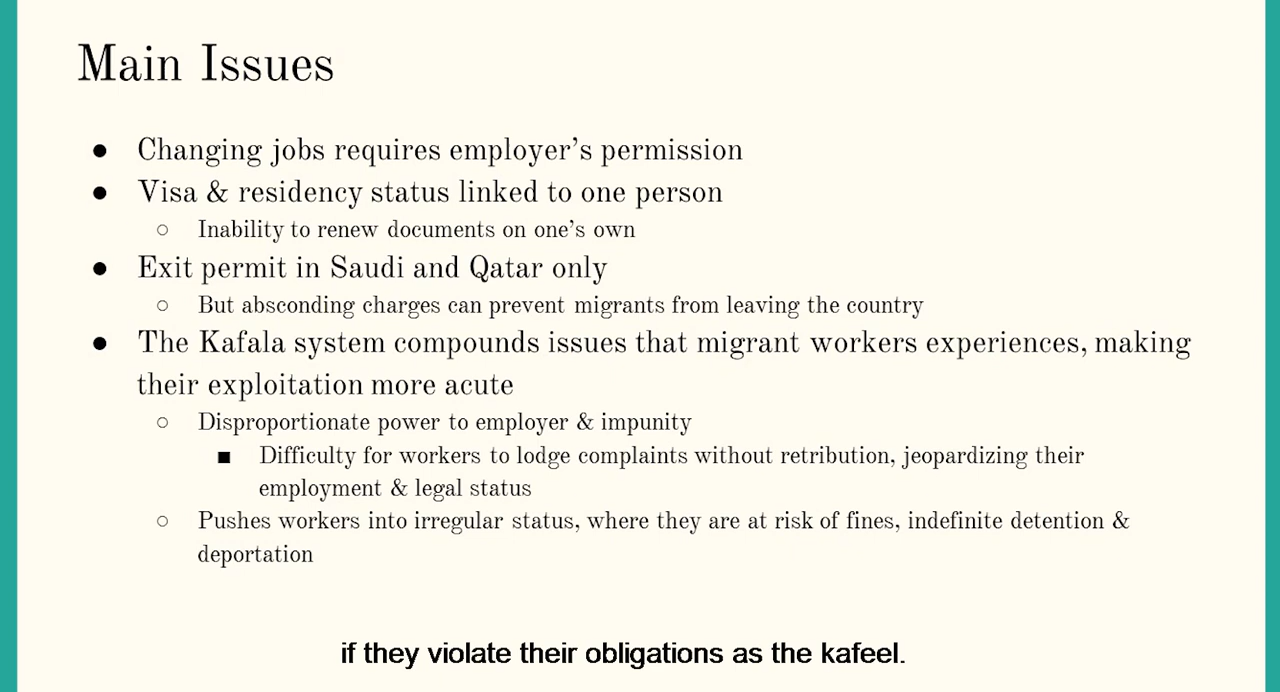 Main Issues
● Changing jobs requires employer's permission
● Visa & residency status linked to one person
○ Inability to renew documents on one's own
● Exit permit in Saudi and Qatar only
○ But absconding charges can prevent migrants from leaving the country
● The Kafala system compounds issues that migrant workers experiences, making
their exploitation more acute
○ Disproportionate power to employer & impunity
■ Difficulty for workers to lodge complaints without retribution, jeopardizing their
employment & legal status
○ Pushes workers into irregular status, where they are at risk of fines, indefinite detention &
deportation
if they violate their obligations as the kafeel.